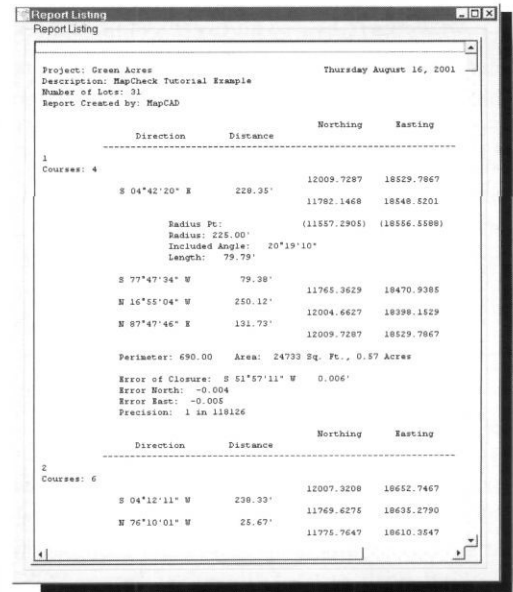 Report Listing
Report Listing
Project: Green Acres Thursday August 16, 2001
Description: MapCheck Tutorial Example
Number of Lots: 31
Report Created by: MapCAD
Northing Easting
Direction Distance
1
Courses: 4
12009.7287 18529.7867
S 04°42'20" E 228.35'
11782.1468 18548.5201
Radius Pt: (11557.2905) (18556.5588)
Radius: 225.00'
Included Angle: 20°19'10"
Length: 79.79'
S 77°47'34" W 79.38'
11765.3629 18470.9385
N 16°55'04" W 250.12'
12004.6627 18398.1529
N 87°47'46" E 131.73'
12009.7287 18529.7867
Perimeter: 690.00 Area: 24733 Sq. Ft., 0.57 Acres
Error of Closure: S 51°57'11" W 0.006'
Error North: -0.004
Error East: -0.005
Precision: 1 in 118126
Northing Easting
Direction Distance
2
Courses: 6
12007.3208 18652.7467
S 04°12'11" W 238.33'
11769.6275 18635.2790
N 76°10'01" W 25.67'
11775.7647 18610.3547